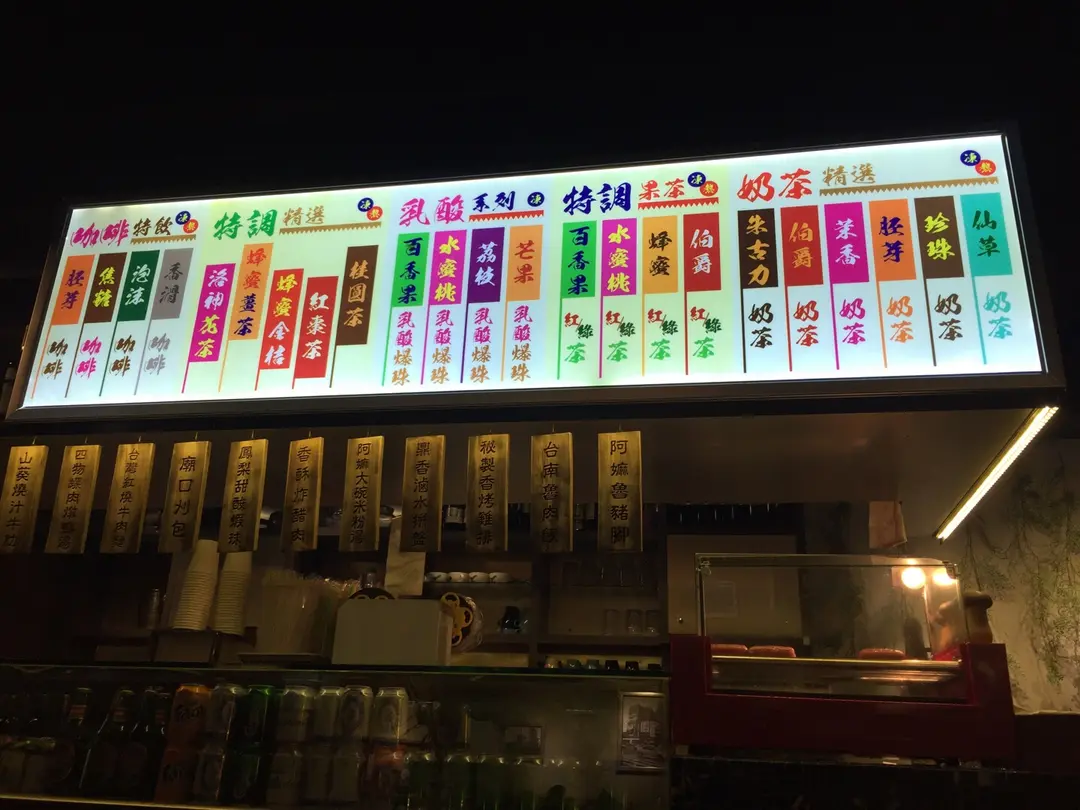 咖啡特飲 凍 熱
胚芽咖啡
焦糖咖啡
泡沫咖啡
香滑咖啡
特調精選 凍 熱
洛神花茶
蜂蜜薑茶
蜂蜜金桔
紅棗茶
桂圓茶
乳酸系列 凍
百香果乳酸爆珠
水蜜桃乳酸爆珠
荔枝乳酸爆珠
芒果乳酸爆珠
特調果茶 凍 熱
百香果紅綠茶
水蜜桃紅綠茶
蜂蜜紅綠茶
伯爵紅綠茶
奶茶精選 凍 熱
朱古力奶茶
伯爵奶茶
茉香奶茶
胚芽奶茶
珍珠奶茶
仙草奶茶
山葵燒汁牛
四物
台灣紅燒牛肉
廟口刈包
鳳梨甜酸蝦球
香酥炸醋肉
阿嫲大碗米粉湯
鼎香滷水拼盤
秘製香烤雞排
台南魯肉飯
阿嫲魯豬腳